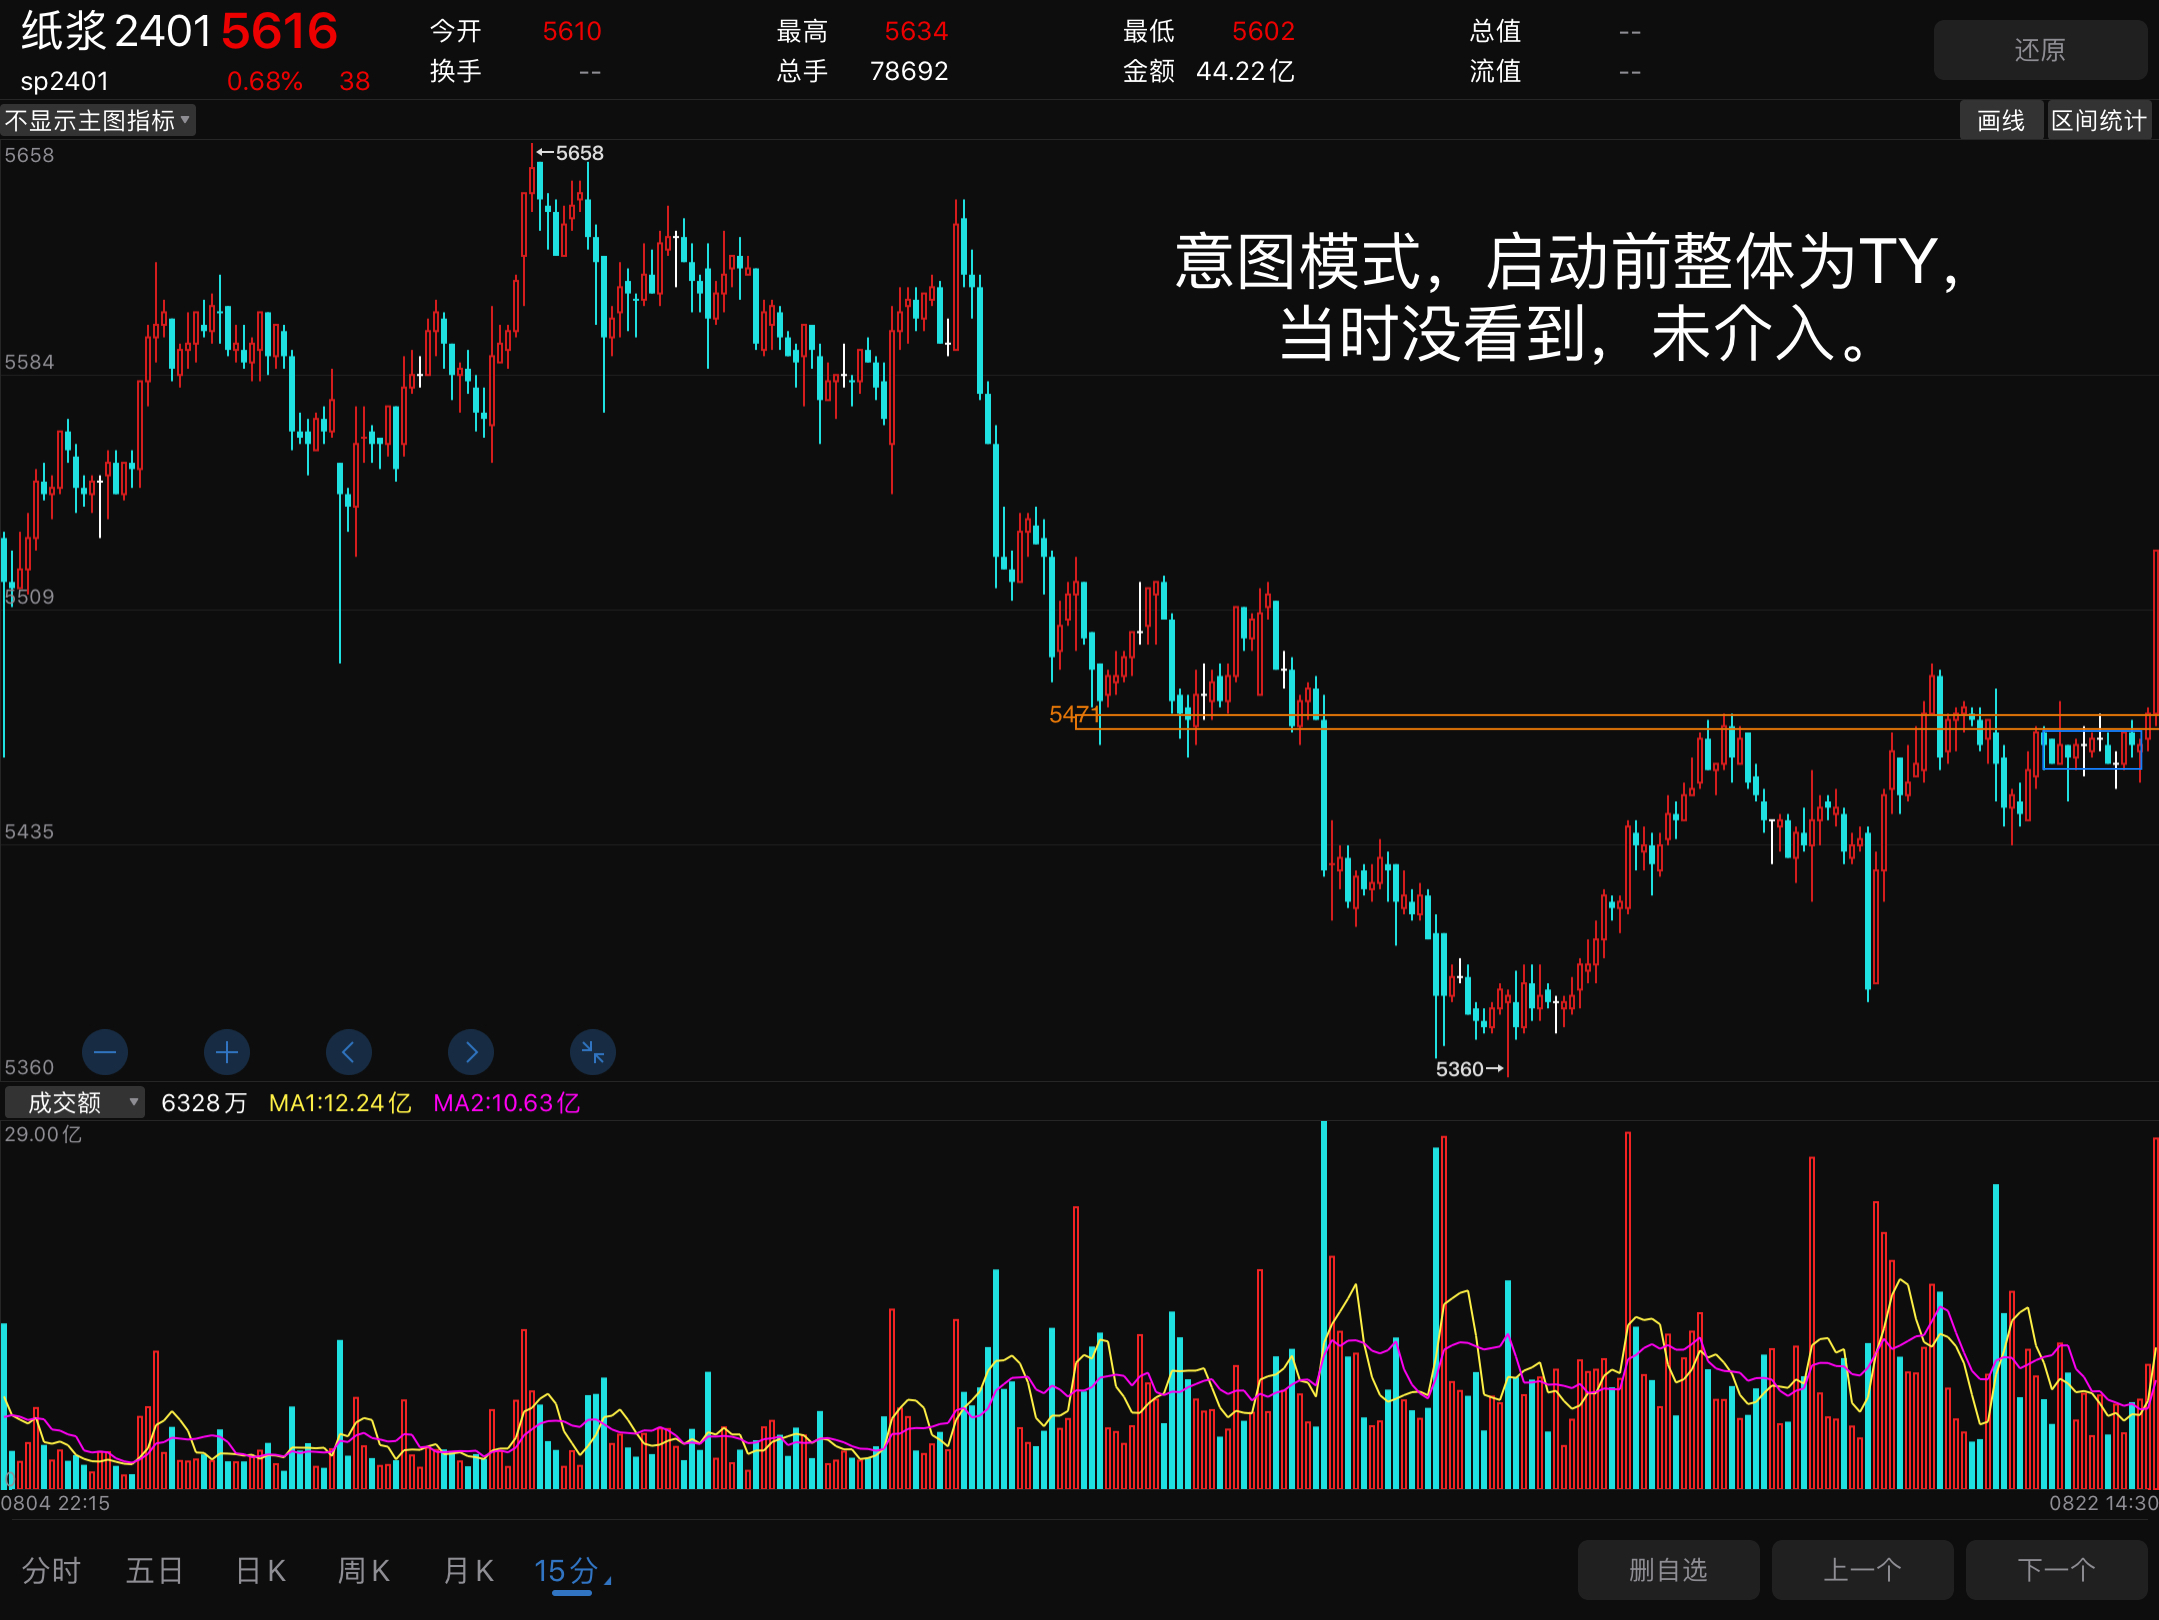 纸浆2401 5616 今开 5610 最高 5634 最低 5602 总值 -- 还原
sp2401 0.68% 38 换手 -- 总手 78692 金额 44.22亿 流值 --
不显示主图指标 画线 区间统计
5658
5658
意图模式，启动前整体为TY，
当时没看到，未介入。
5584
5509
5471
5435
5360
5360
成交额 6328万 MA1:12.24亿 MA2:10.63亿
29.00亿
0804 22:15 0822 14:30
分时 五日 日K 周K 月K 15分 删自选 上一个 下一个